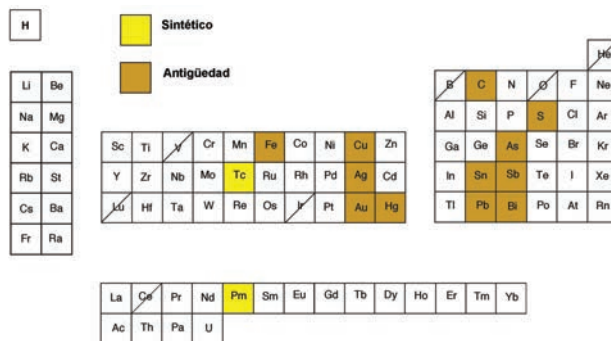 H
Sintético
Antigüedad
He
Li Be
B C N O F Ne
Na Mg
Al Si P S Cl Ar
K Ca
Sc Ti V Cr Mn Fe Co Ni Cu Zn
Ga Ge As Se Br Kr
Rb St
Y Zr Nb Mo Tc Ru Rh Pd Ag Cd
In Sn Sb Te I Xe
Cs Ba
Lu Hf Ta W Re Os Ir Pt Au Hg
Tl Pb Bi Po At Rn
Fr Ra
La Ce Pr Nd Pm Sm Eu Gd Tb Dy Ho Er Tm Yb
Ac Th Pa U